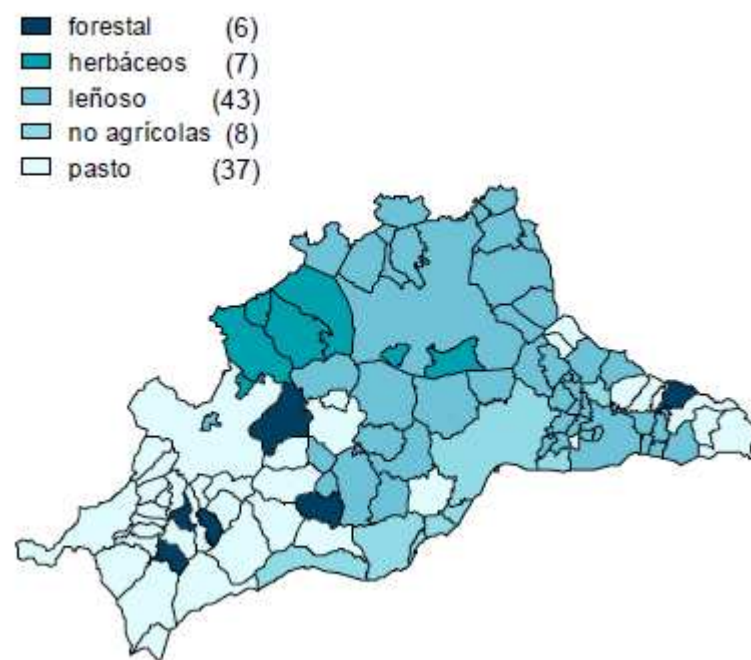 forestal (6)
herbáceos (7)
leñoso (43)
no agrícolas (8)
pasto (37)